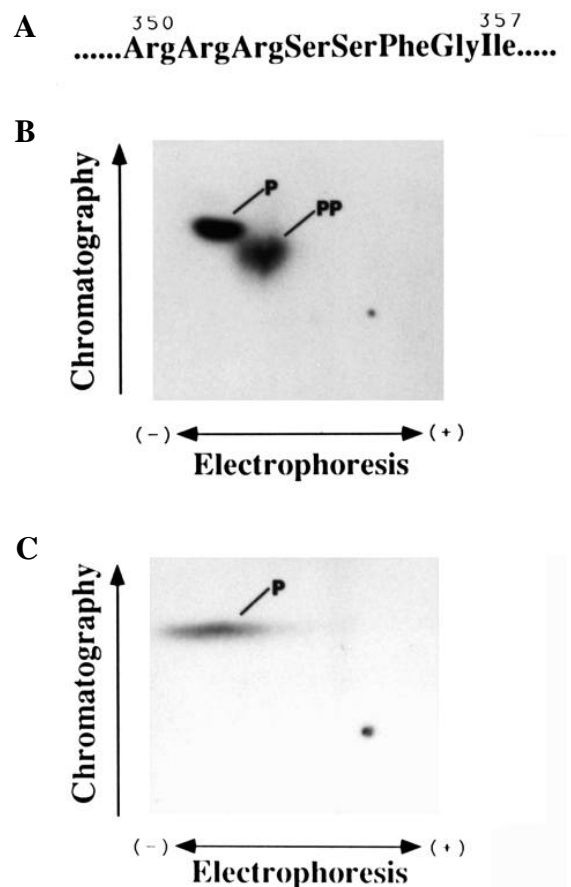 A
350 357
......ArgArgArgSerSerPheGlyIle.....
B
Chromatography
P
PP
(-) (+)
Electrophoresis
C
Chromatography
P
(-) (+)
Electrophoresis